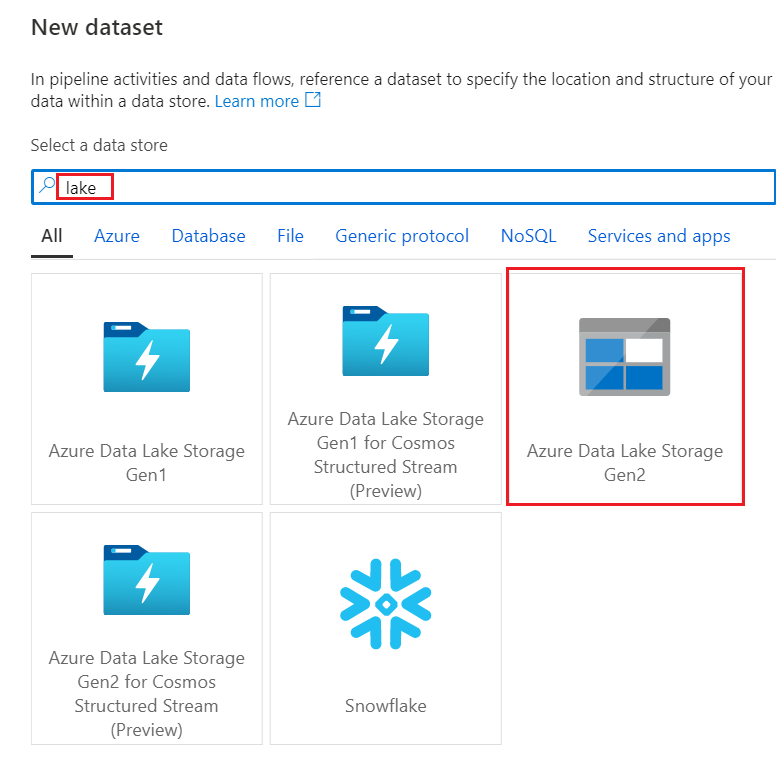 New dataset
In pipeline activities and data flows, reference a dataset to specify the location and structure of your
data within a data store. Learn more
Select a data store
lake
All Azure Database File Generic protocol NoSQL Services and apps
Azure Data Lake Storage
Gen1
Azure Data Lake Storage
Gen1 for Cosmos
Structured Stream
(Preview)
Azure Data Lake Storage
Gen2
Azure Data Lake Storage
Gen2 for Cosmos
Structured Stream
(Preview)
Snowflake